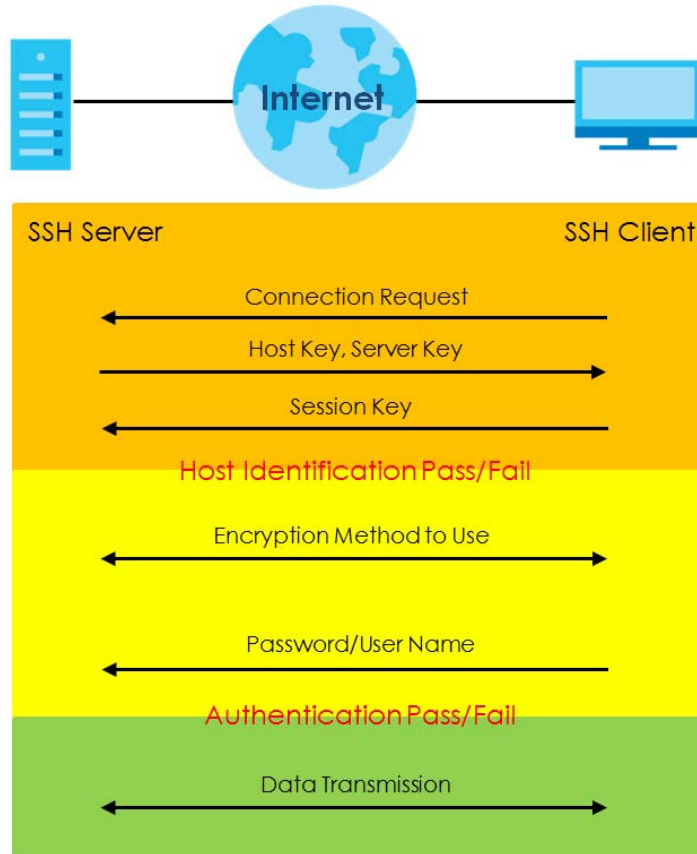 Internet
SSH Server
SSH Client
Connection Request
Host Key, Server Key
Session Key
Host Identification Pass/Fail
Encryption Method to Use
Password/User Name
Authentication Pass/Fail
Data Transmission